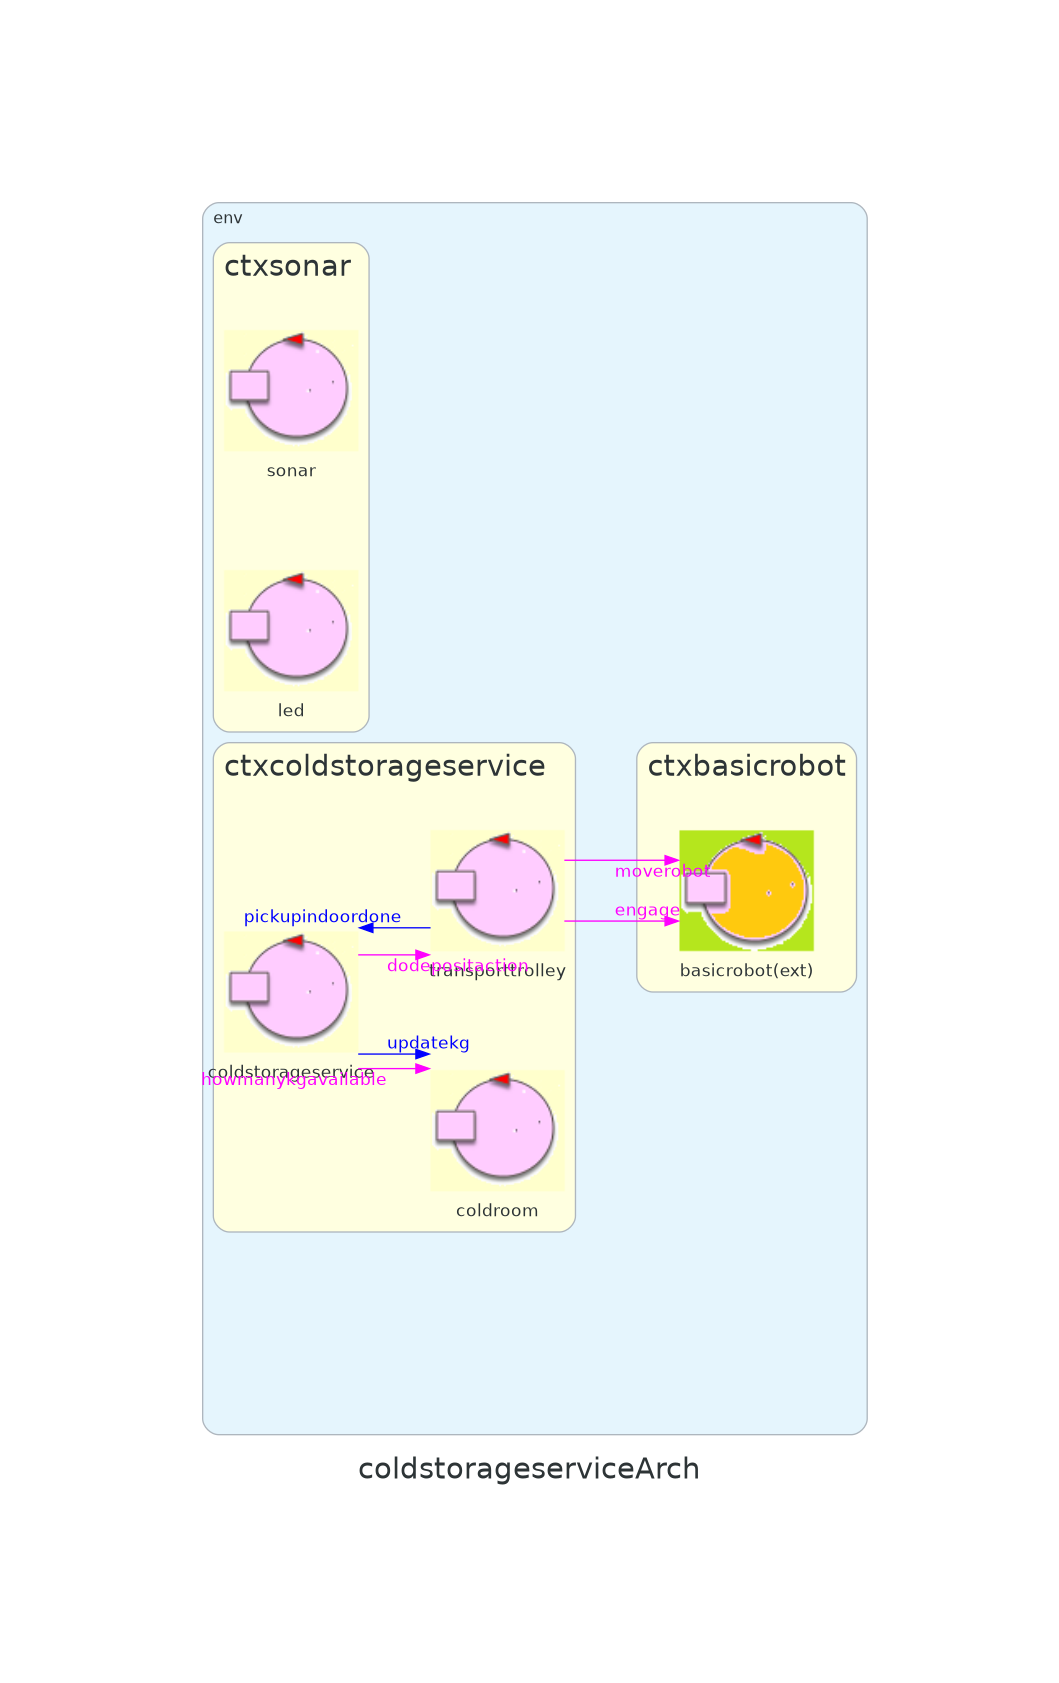 env
ctxsonar
sonar
led
ctxcoldstorageservice
ctxbasicrobot
moverobot
engage
pickupindoordone
dodepositaction
transporttrolley
basicrobot(ext)
updatekg
coldstorageservice
howmanykgavailable
coldroom
coldstorageserviceArch